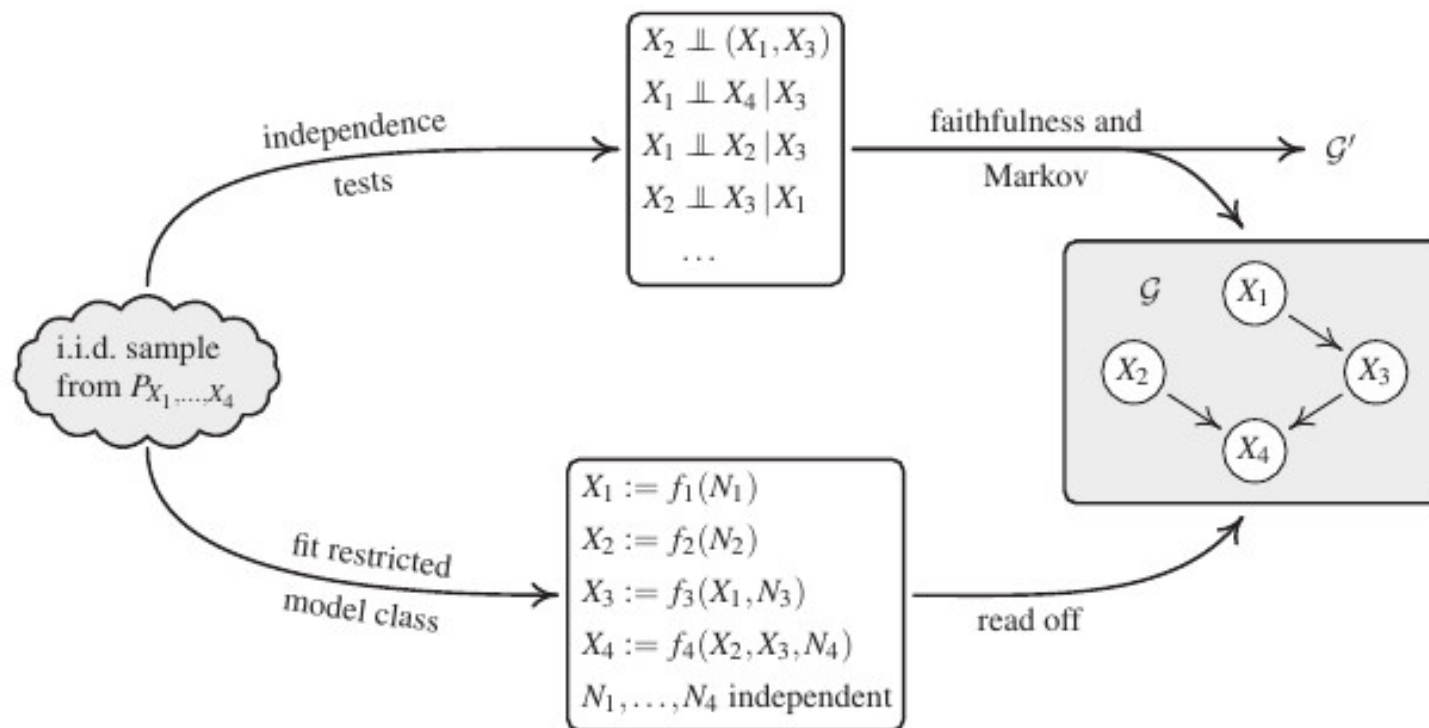 X₂ ⫫ (X₁, X₃)
X₁ ⫫ X₄ | X₃
X₁ ⫫ X₂ | X₃
X₂ ⫫ X₃ | X₁
...
independence
tests
faithfulness and
Markov
𝒢′
i.i.d. sample
from P_{X₁,...,X₄}
𝒢
X₁
X₂
X₃
X₄
fit restricted
model class
X₁ := f₁(N₁)
X₂ := f₂(N₂)
X₃ := f₃(X₁, N₃)
X₄ := f₄(X₂, X₃, N₄)
N₁, ..., N₄ independent
read off